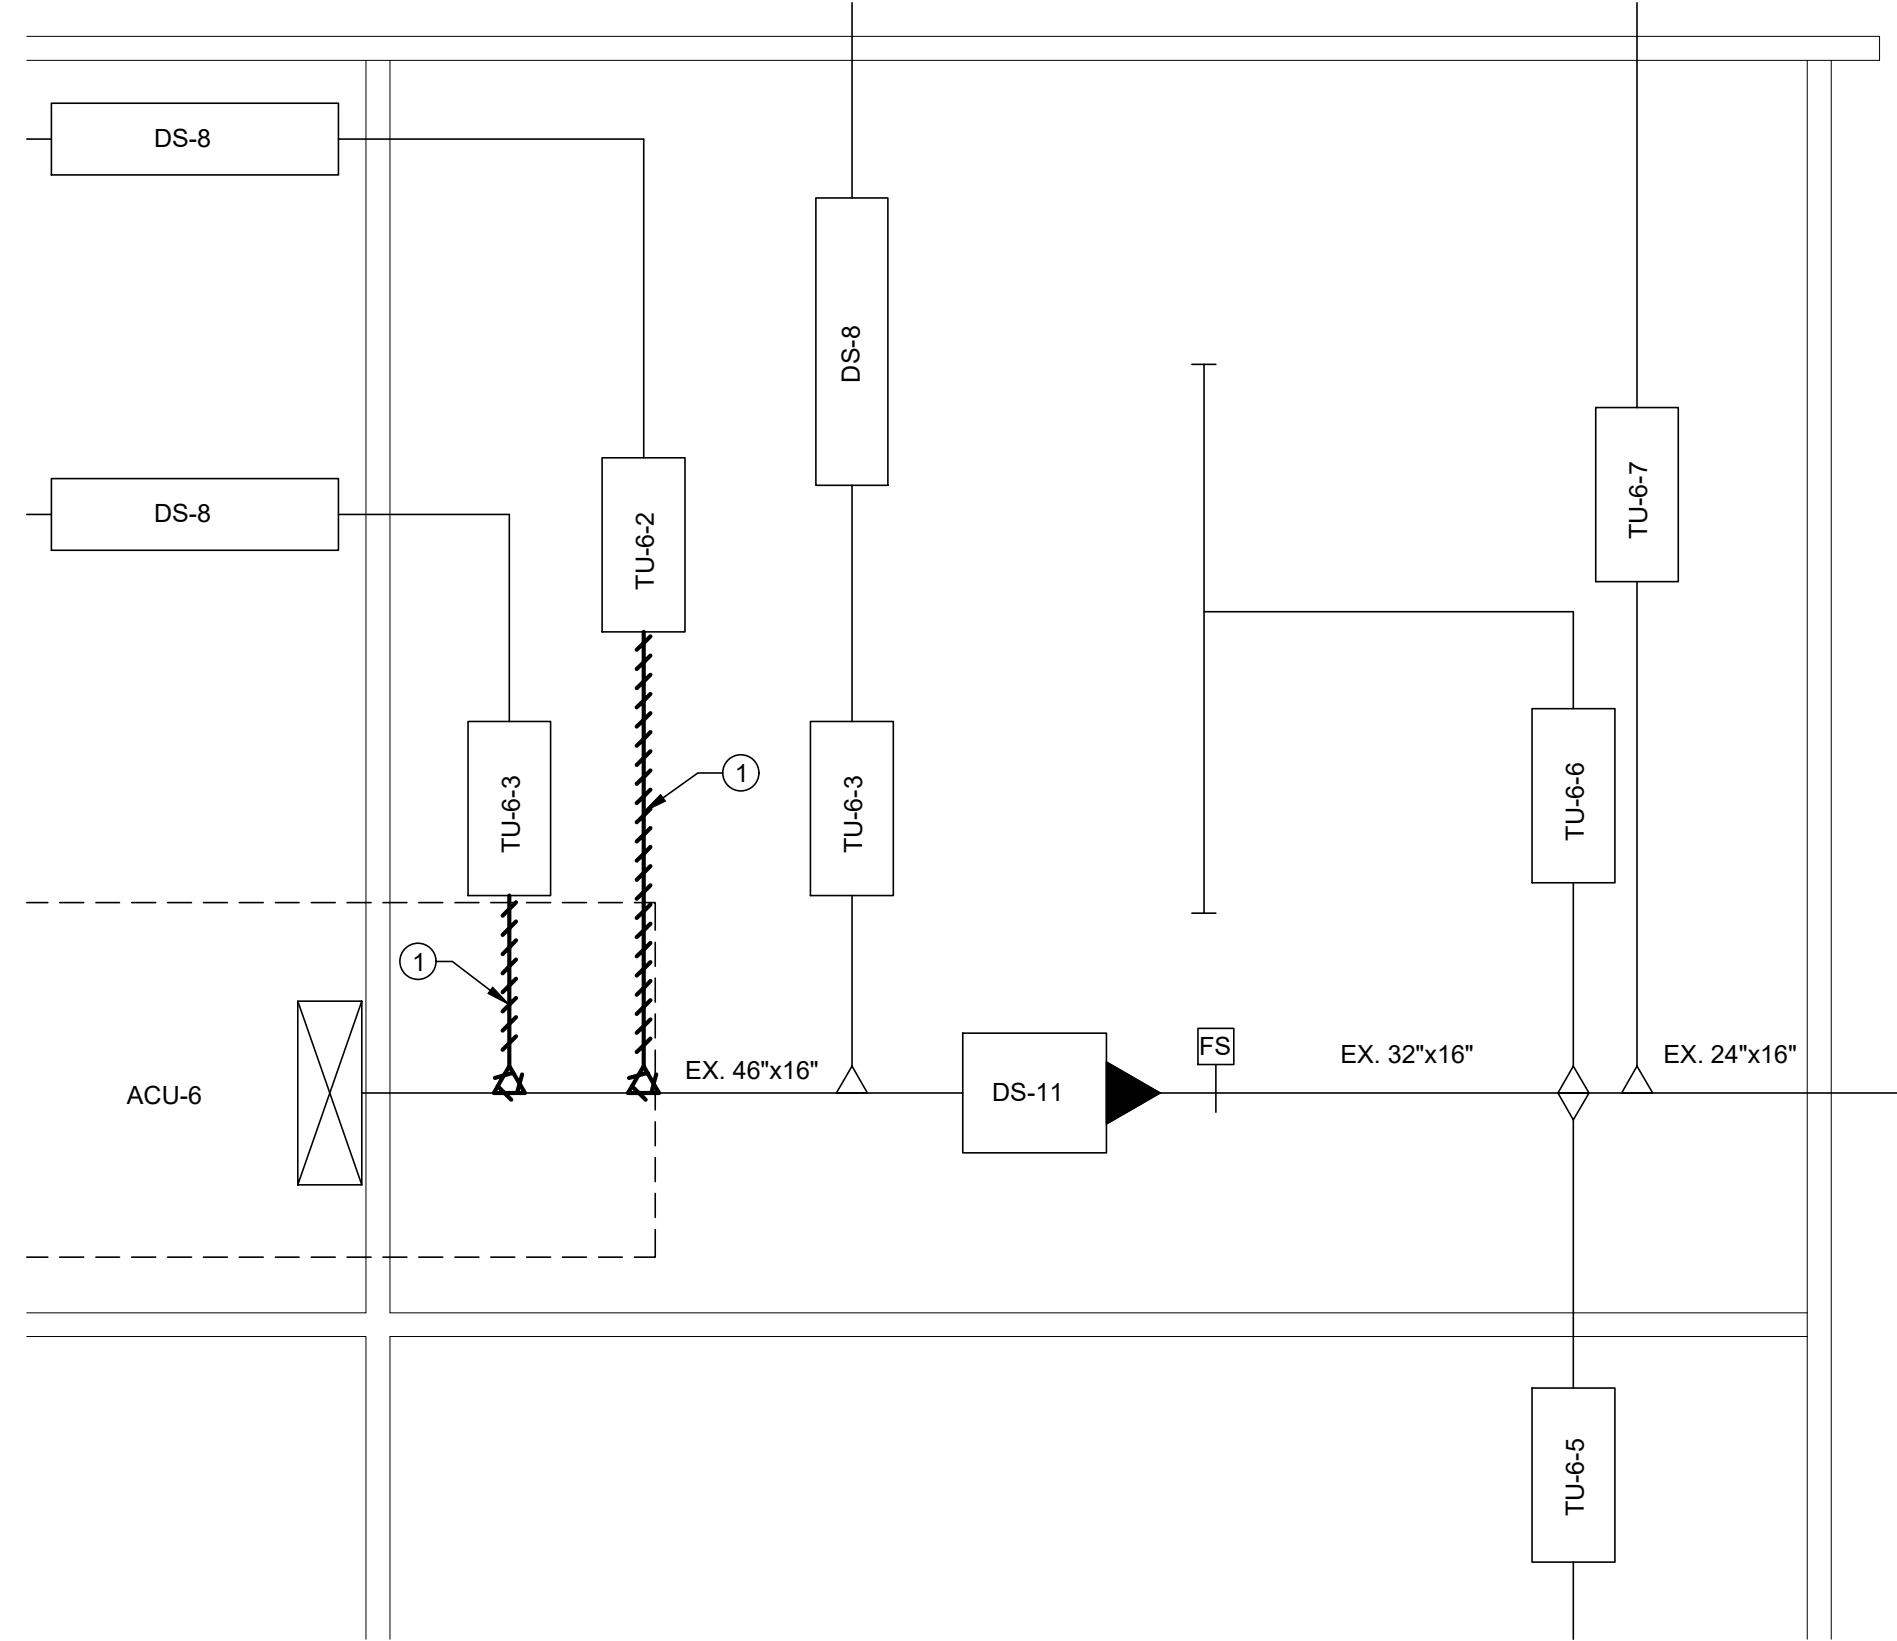 DS-8
DS-8
DS-8
TU-6-7
TU-6-2
1
TU-6-3
TU-6-3
TU-6-6
1
FS
EX. 46"x16"
EX. 32"x16"
EX. 24"x16"
ACU-6
DS-11
TU-6-5